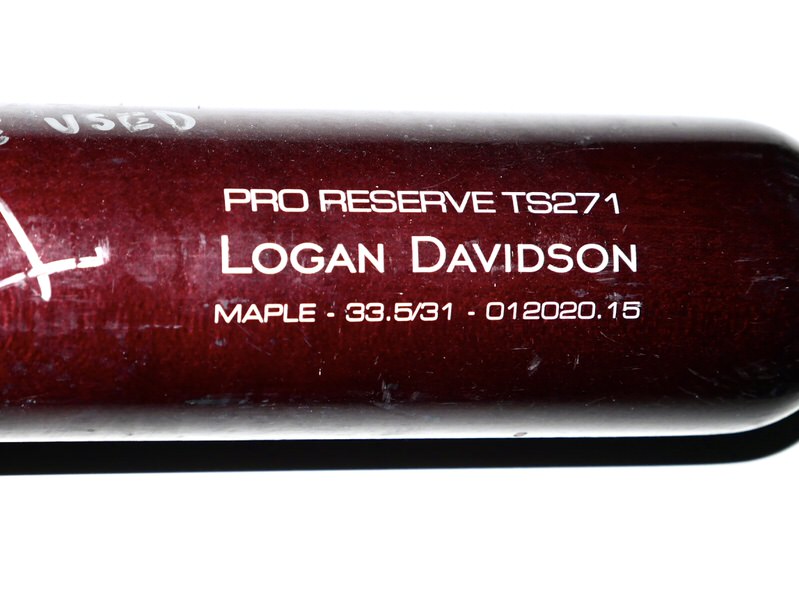 USED
PRO RESERVE TS271
LOGAN DAVIDSON
MAPLE - 33.5/31 - 012020.15